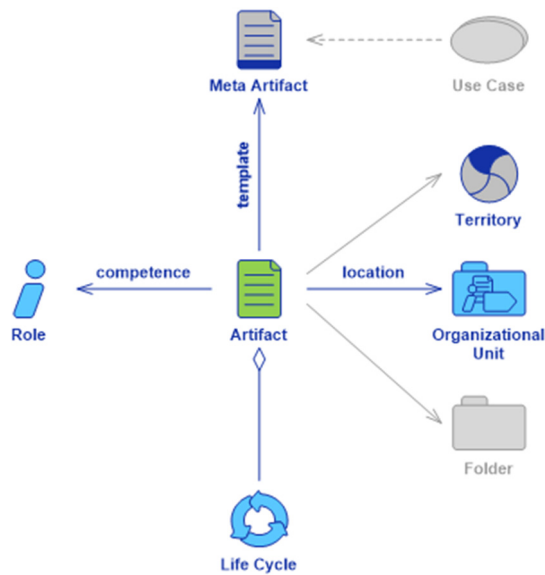 Meta Artifact
Use Case
template
Territory
competence
location
Role
Artifact
Organizational
Unit
Folder
Life Cycle